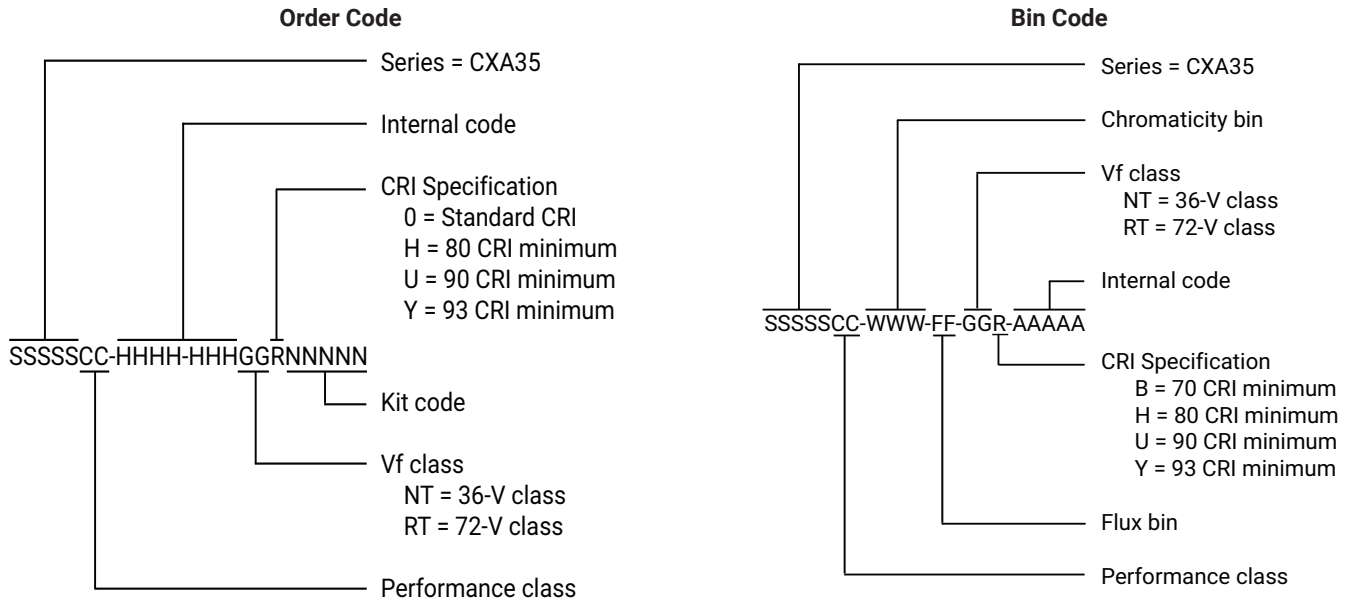 Order Code
Series = CXA35
Internal code
CRI Specification
0 = Standard CRI
H = 80 CRI minimum
U = 90 CRI minimum
Y = 93 CRI minimum
SSSSSCC-HHHH-HHHGGRNNNNN
Kit code
Vf class
NT = 36-V class
RT = 72-V class
Performance class
Bin Code
Series = CXA35
Chromaticity bin
Vf class
NT = 36-V class
RT = 72-V class
Internal code
SSSSSCC-WWW-FF-GGR-AAAAA
CRI Specification
B = 70 CRI minimum
H = 80 CRI minimum
U = 90 CRI minimum
Y = 93 CRI minimum
Flux bin
Performance class